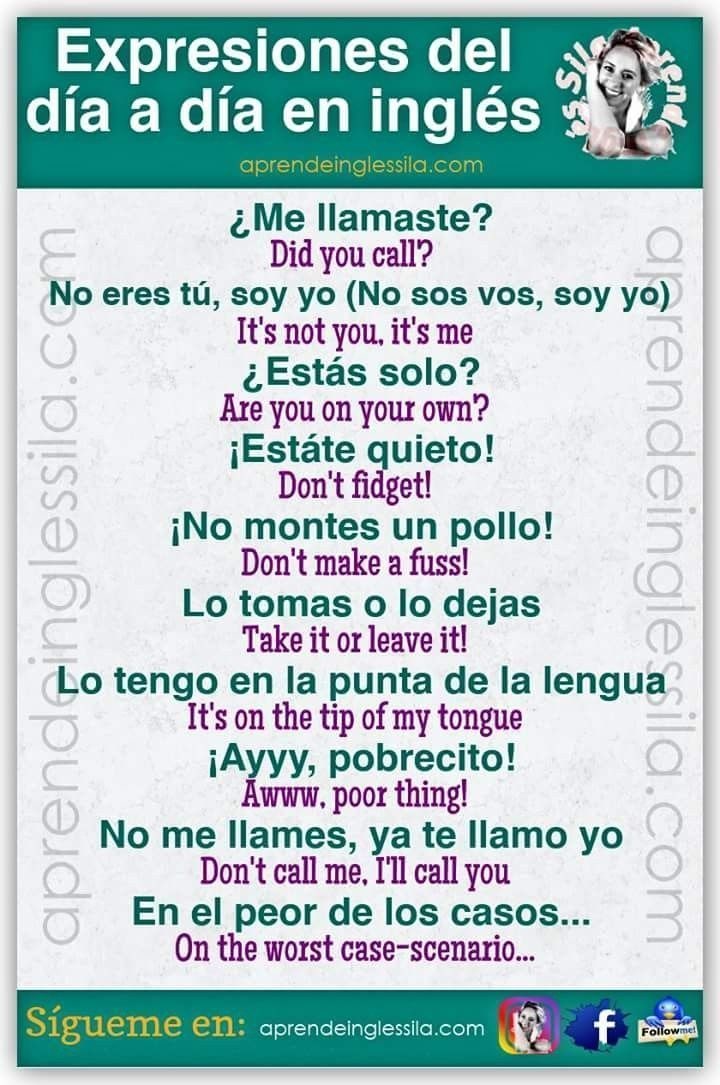 Expresiones del
día a día en inglés
aprendeinglessila.com
¿Me llamaste?
Did you call?
No eres tú, soy yo (No sos vos, soy yo)
It's not you, it's me
¿Estás solo?
Are you on your own?
¡Estáte quieto!
Don't fidget!
¡No montes un pollo!
Don't make a fuss!
Lo tomas o lo dejas
Take it or leave it!
Lo tengo en la punta de la lengua
It's on the tip of my tongue
¡Ayyy, pobrecito!
Awww, poor thing!
No me llames, ya te llamo yo
Don't call me, I'll call you
En el peor de los casos...
On the worst case-scenario...
aprendeinglessila.com
aprendeinglessila.com
Sígueme en: aprendeinglessila.com
f
Follow me!